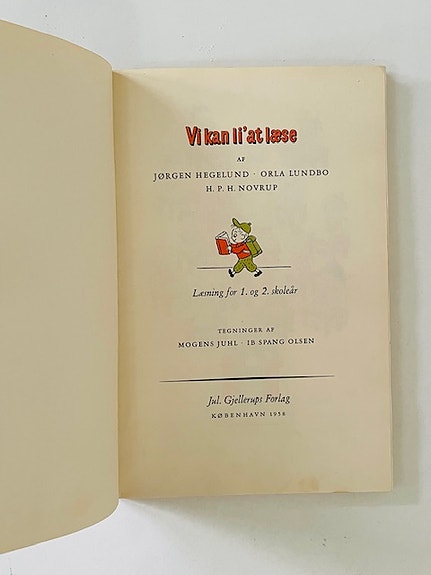 Vi kan li' at læse
AF
JØRGEN HEGELUND · ORLA LUNDBO
H. P. H. NOVRUP
Læsning for 1. og 2. skoleår
TEGNINGER AF
MOGENS JUHL · IB SPANG OLSEN
Jul. Gjellerups Forlag
KØBENHAVN 1958